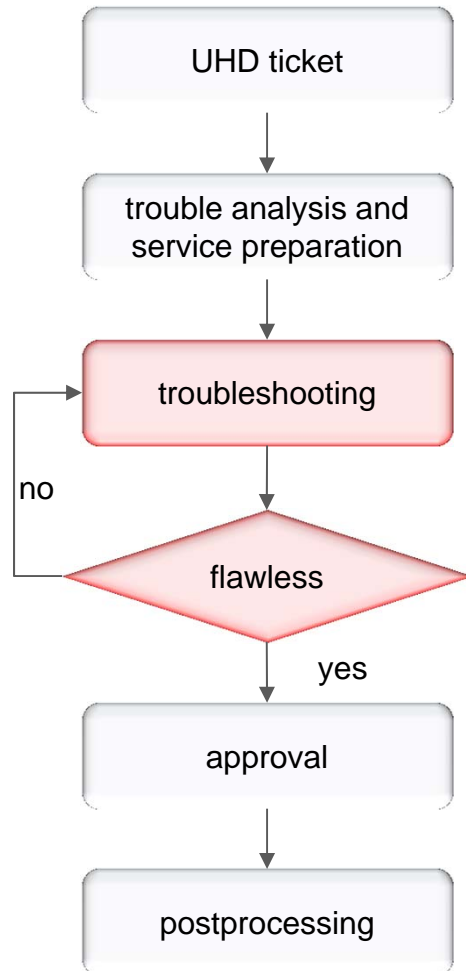 UHD ticket
trouble analysis and
service preparation
troubleshooting
no
flawless
yes
approval
postprocessing